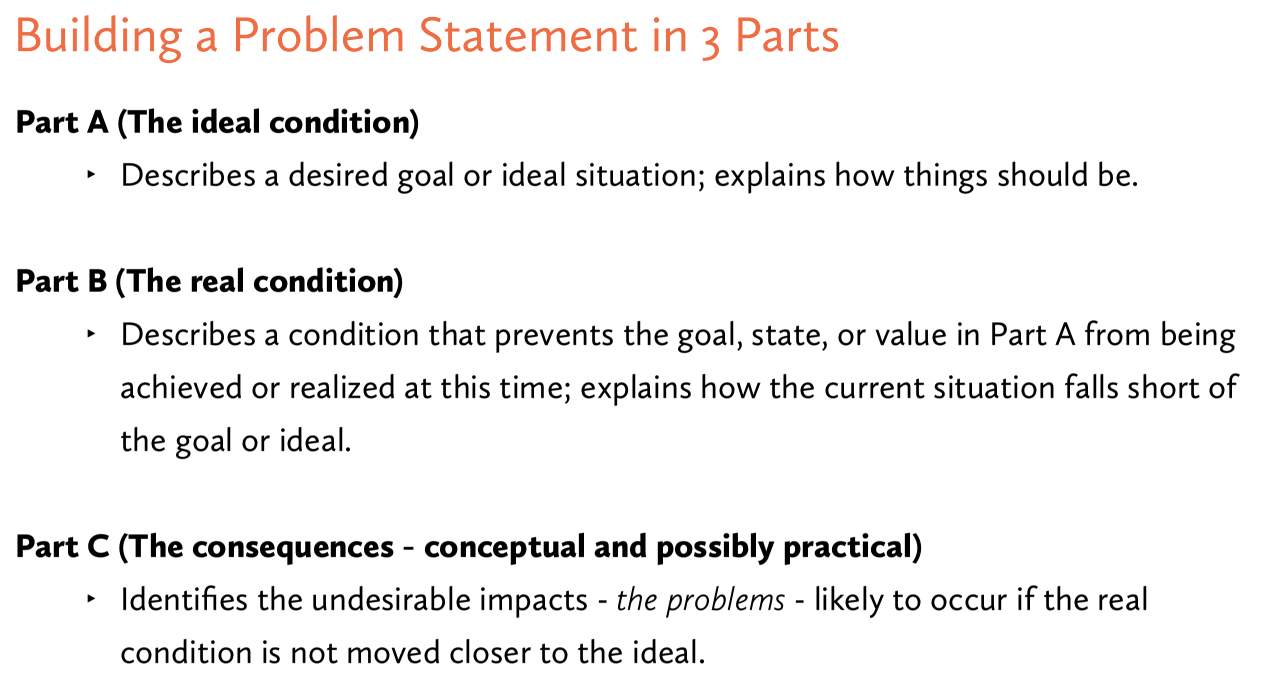 Building a Problem Statement in 3 Parts
Part A (The ideal condition)
‣ Describes a desired goal or ideal situation; explains how things should be.
Part B (The real condition)
‣ Describes a condition that prevents the goal, state, or value in Part A from being
achieved or realized at this time; explains how the current situation falls short of
the goal or ideal.
Part C (The consequences - conceptual and possibly practical)
‣ Identifies the undesirable impacts - the problems - likely to occur if the real
condition is not moved closer to the ideal.